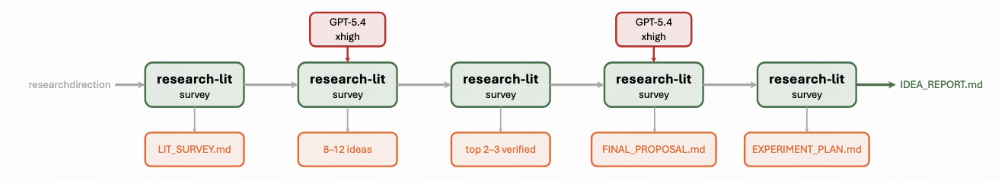 GPT-5.4
xhigh
GPT-5.4
xhigh
researchdirection
research-lit
survey
research-lit
survey
research-lit
survey
research-lit
survey
research-lit
survey
IDEA_REPORT.md
LIT_SURVEY.md
8–12 ideas
top 2–3 verified
FINAL_PROPOSAL.md
EXPERIMENT_PLAN.md